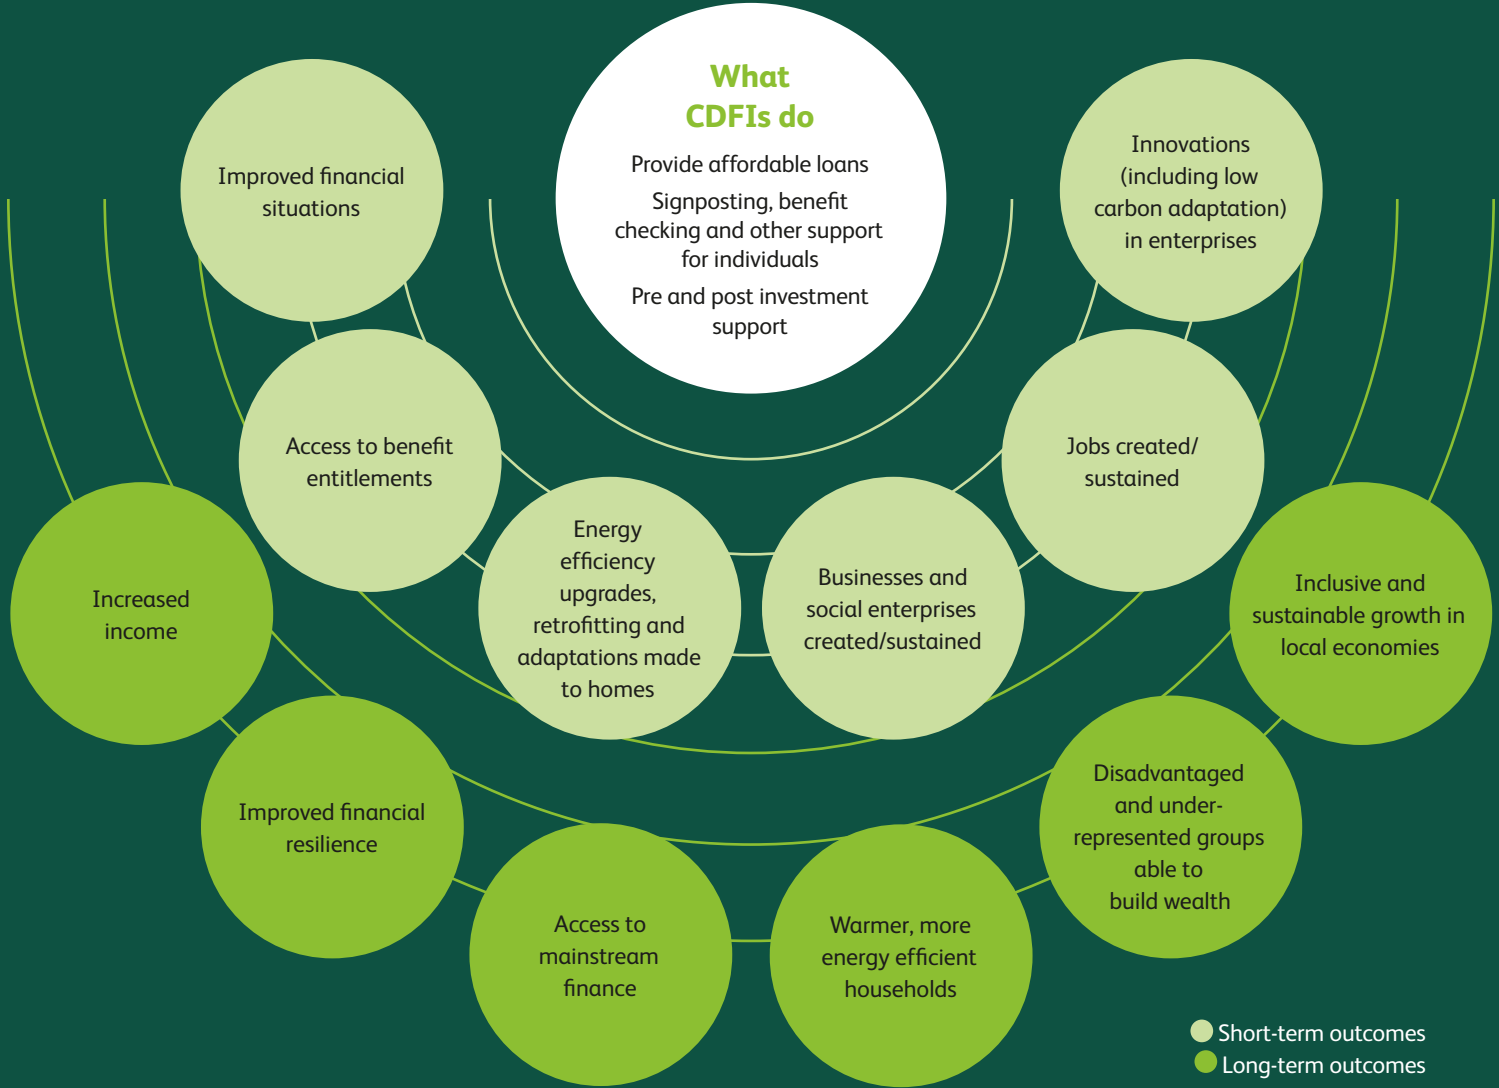 What
CDFIs do
Provide affordable loans
Signposting, benefit
checking and other support
for individuals
Pre and post investment
support
Improved financial
situations
Innovations
(including low
carbon adaptation)
in enterprises
Access to benefit
entitlements
Jobs created/
sustained
Energy
efficiency
upgrades,
retrofitting and
adaptations made
to homes
Businesses and
social enterprises
created/sustained
Increased
income
Inclusive and
sustainable growth in
local economies
Improved financial
resilience
Disadvantaged
and under-
represented groups
able to
build wealth
Access to
mainstream
finance
Warmer, more
energy efficient
households
Short-term outcomes
Long-term outcomes